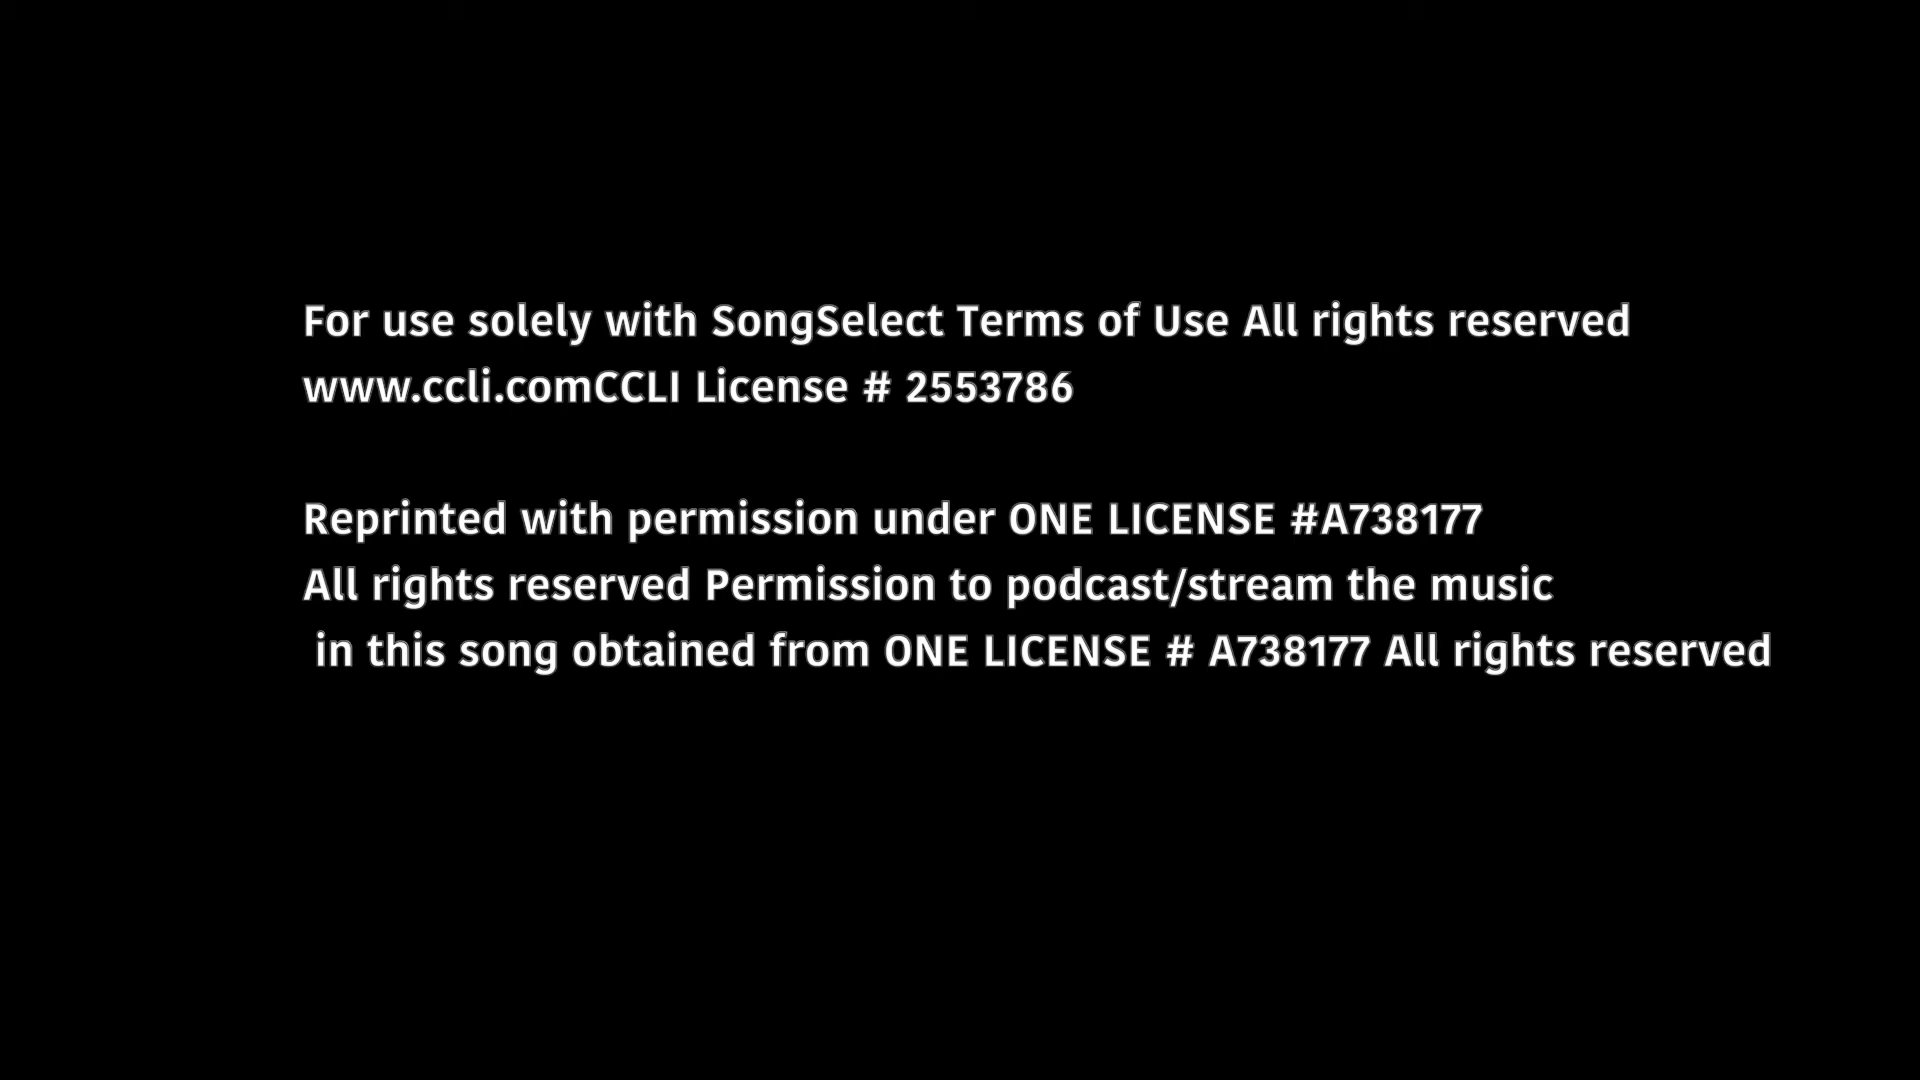 For use solely with SongSelect Terms of Use All rights reserved
www.ccli.comCCLI License # 2553786
Reprinted with permission under ONE LICENSE #A738177
All rights reserved Permission to podcast/stream the music
in this song obtained from ONE LICENSE # A738177 All rights reserved